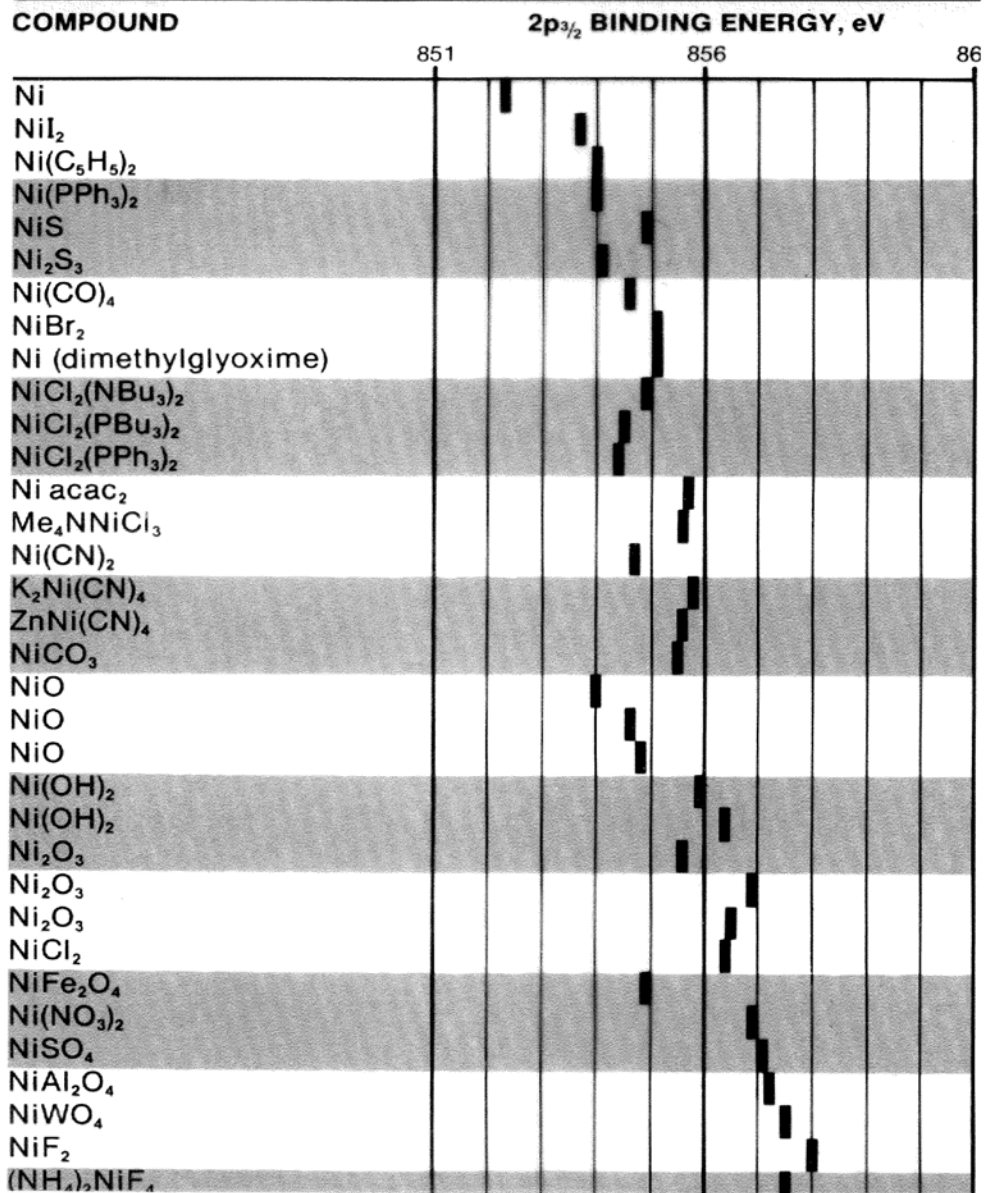 COMPOUND 2p₃/₂ BINDING ENERGY, eV
851 856 86
Ni
NiI₂
Ni(C₅H₅)₂
Ni(PPh₃)₂
NiS
Ni₂S₃
Ni(CO)₄
NiBr₂
Ni (dimethylglyoxime)
NiCl₂(NBu₃)₂
NiCl₂(PBu₃)₂
NiCl₂(PPh₃)₂
Ni acac₂
Me₄NNiCl₃
Ni(CN)₂
K₂Ni(CN)₄
ZnNi(CN)₄
NiCO₃
NiO
NiO
NiO
Ni(OH)₂
Ni(OH)₂
Ni₂O₃
Ni₂O₃
Ni₂O₃
NiCl₂
NiFe₂O₄
Ni(NO₃)₂
NiSO₄
NiAl₂O₄
NiWO₄
NiF₂
(NH₄)₂NiF₄